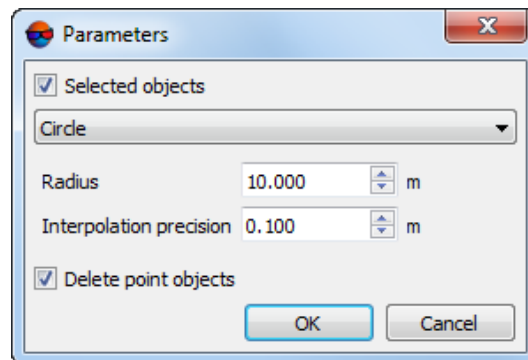 Parameters
Selected objects
Circle
Radius 10.000 m
Interpolation precision 0.100 m
Delete point objects
OK Cancel